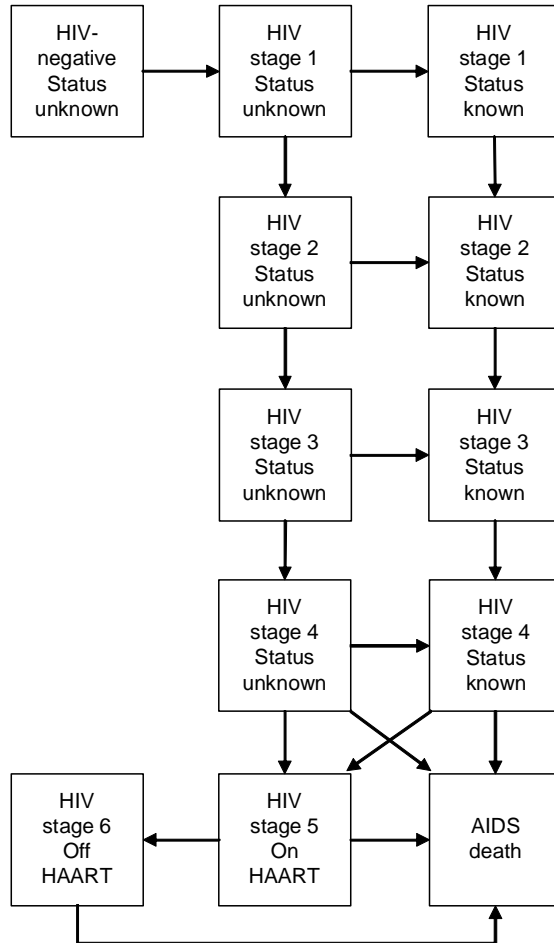 HIV-
negative
Status
unknown
HIV
stage 1
Status
unknown
HIV
stage 1
Status
known
HIV
stage 2
Status
unknown
HIV
stage 2
Status
known
HIV
stage 3
Status
unknown
HIV
stage 3
Status
known
HIV
stage 4
Status
unknown
HIV
stage 4
Status
known
HIV
stage 6
Off
HAART
HIV
stage 5
On
HAART
AIDS
death